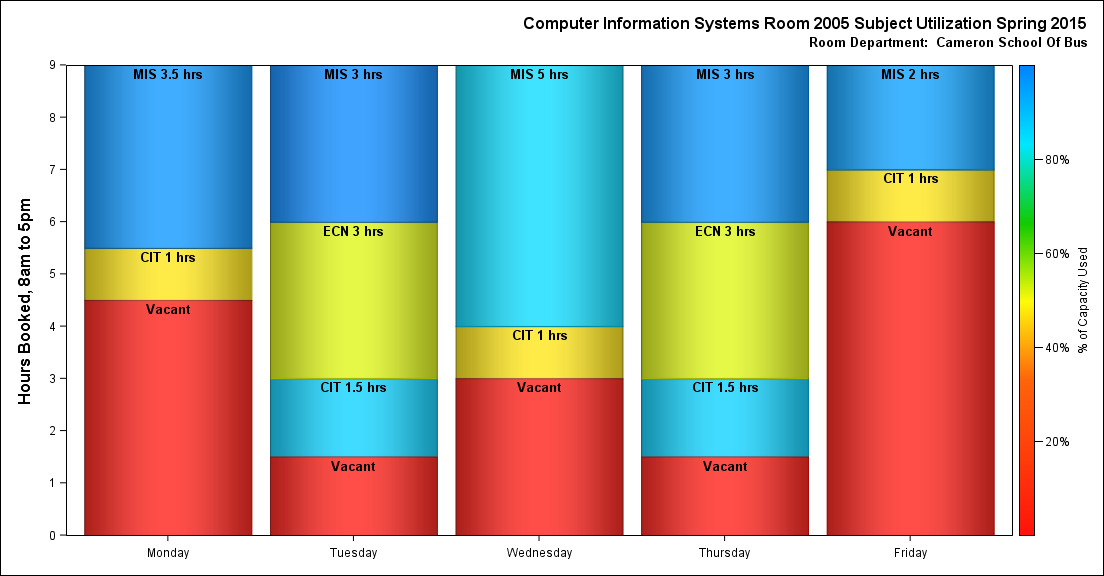 Computer Information Systems Room 2005 Subject Utilization Spring 2015
Room Department:  Cameron School Of Bus
Hours Booked, 8am to 5pm
9
8
7
6
5
4
3
2
1
0
MIS 3.5 hrs
CIT 1 hrs
Vacant
MIS 3 hrs
ECN 3 hrs
CIT 1.5 hrs
Vacant
MIS 5 hrs
CIT 1 hrs
Vacant
MIS 3 hrs
ECN 3 hrs
CIT 1.5 hrs
Vacant
MIS 2 hrs
CIT 1 hrs
Vacant
Monday
Tuesday
Wednesday
Thursday
Friday
80%
60%
40%
20%
% of Capacity Used